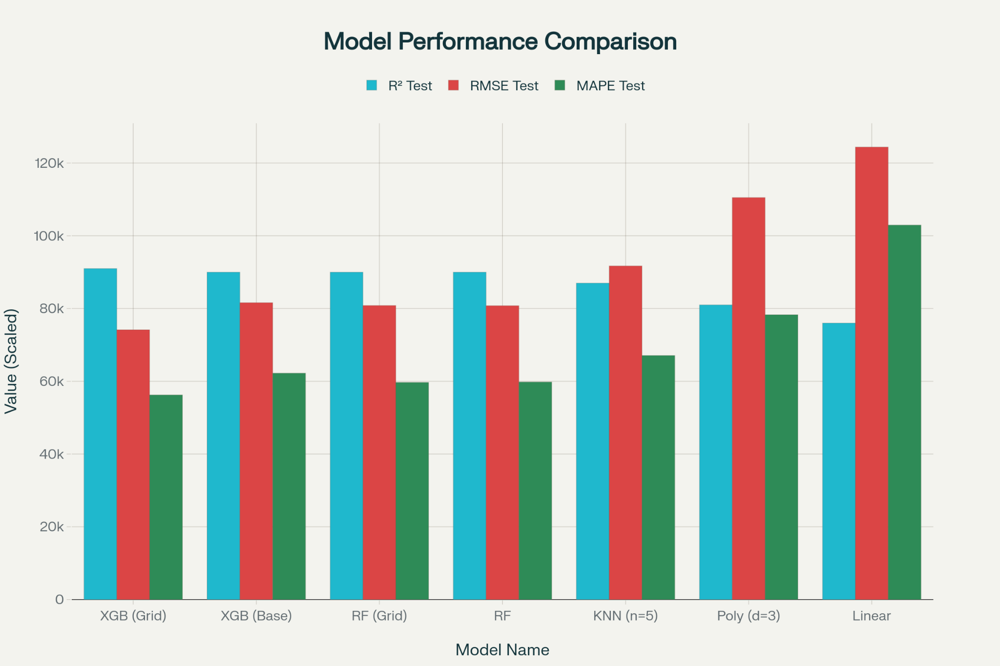 Model Performance Comparison
R² Test RMSE Test MAPE Test
Value (Scaled)
120k
100k
80k
60k
40k
20k
0
XGB (Grid) XGB (Base) RF (Grid) RF KNN (n=5) Poly (d=3) Linear
Model Name